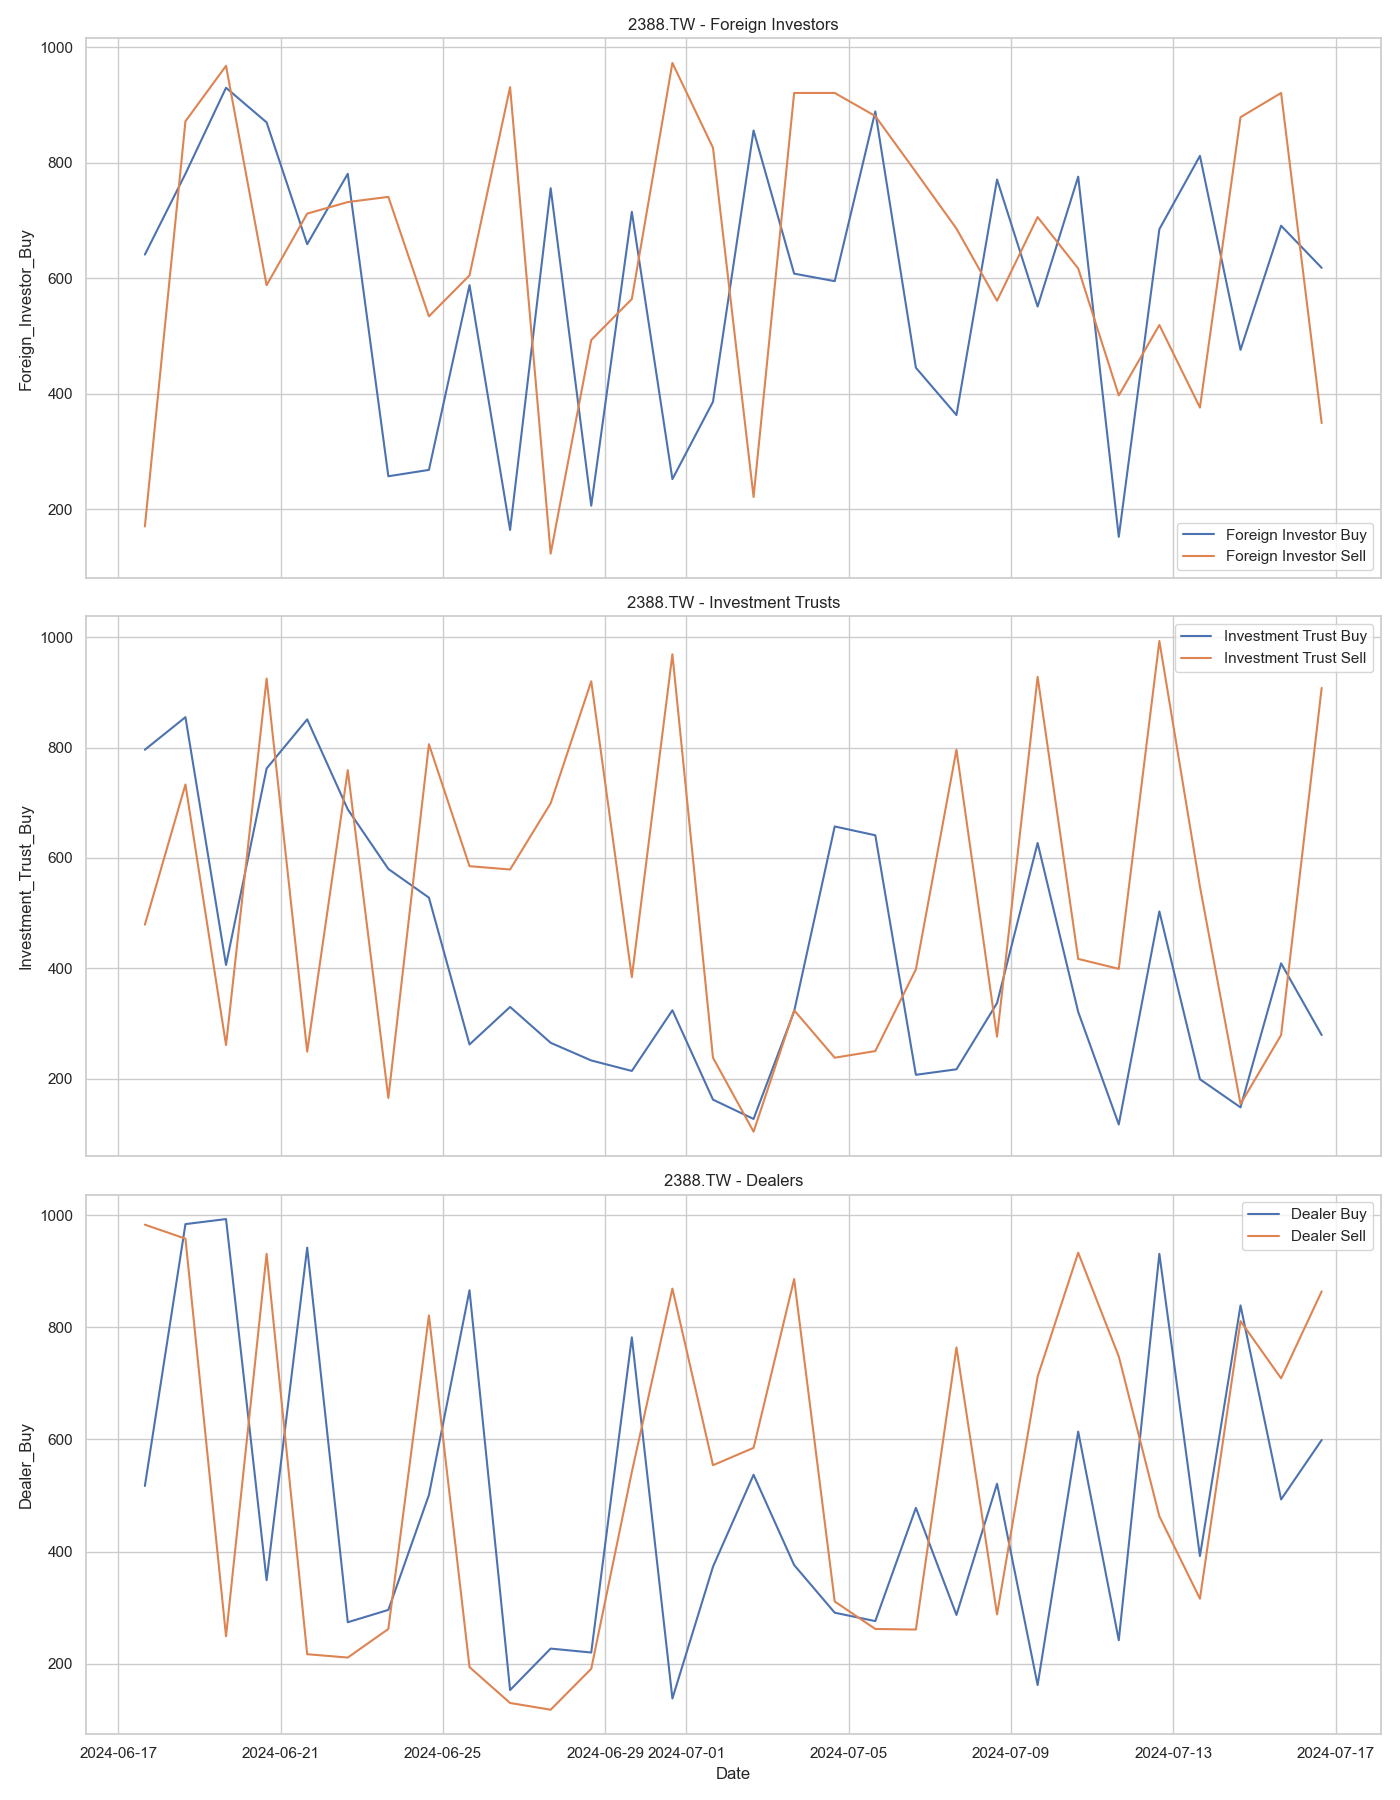 2388.TW - Foreign Investors
Foreign_Investor_Buy
1000
800
600
400
200
Foreign Investor Buy
Foreign Investor Sell
2388.TW - Investment Trusts
Investment_Trust_Buy
1000
800
600
400
200
Investment Trust Buy
Investment Trust Sell
2388.TW - Dealers
Dealer_Buy
1000
800
600
400
200
Dealer Buy
Dealer Sell
2024-06-17 2024-06-21 2024-06-25 2024-06-29 2024-07-01 2024-07-05 2024-07-09 2024-07-13 2024-07-17
Date